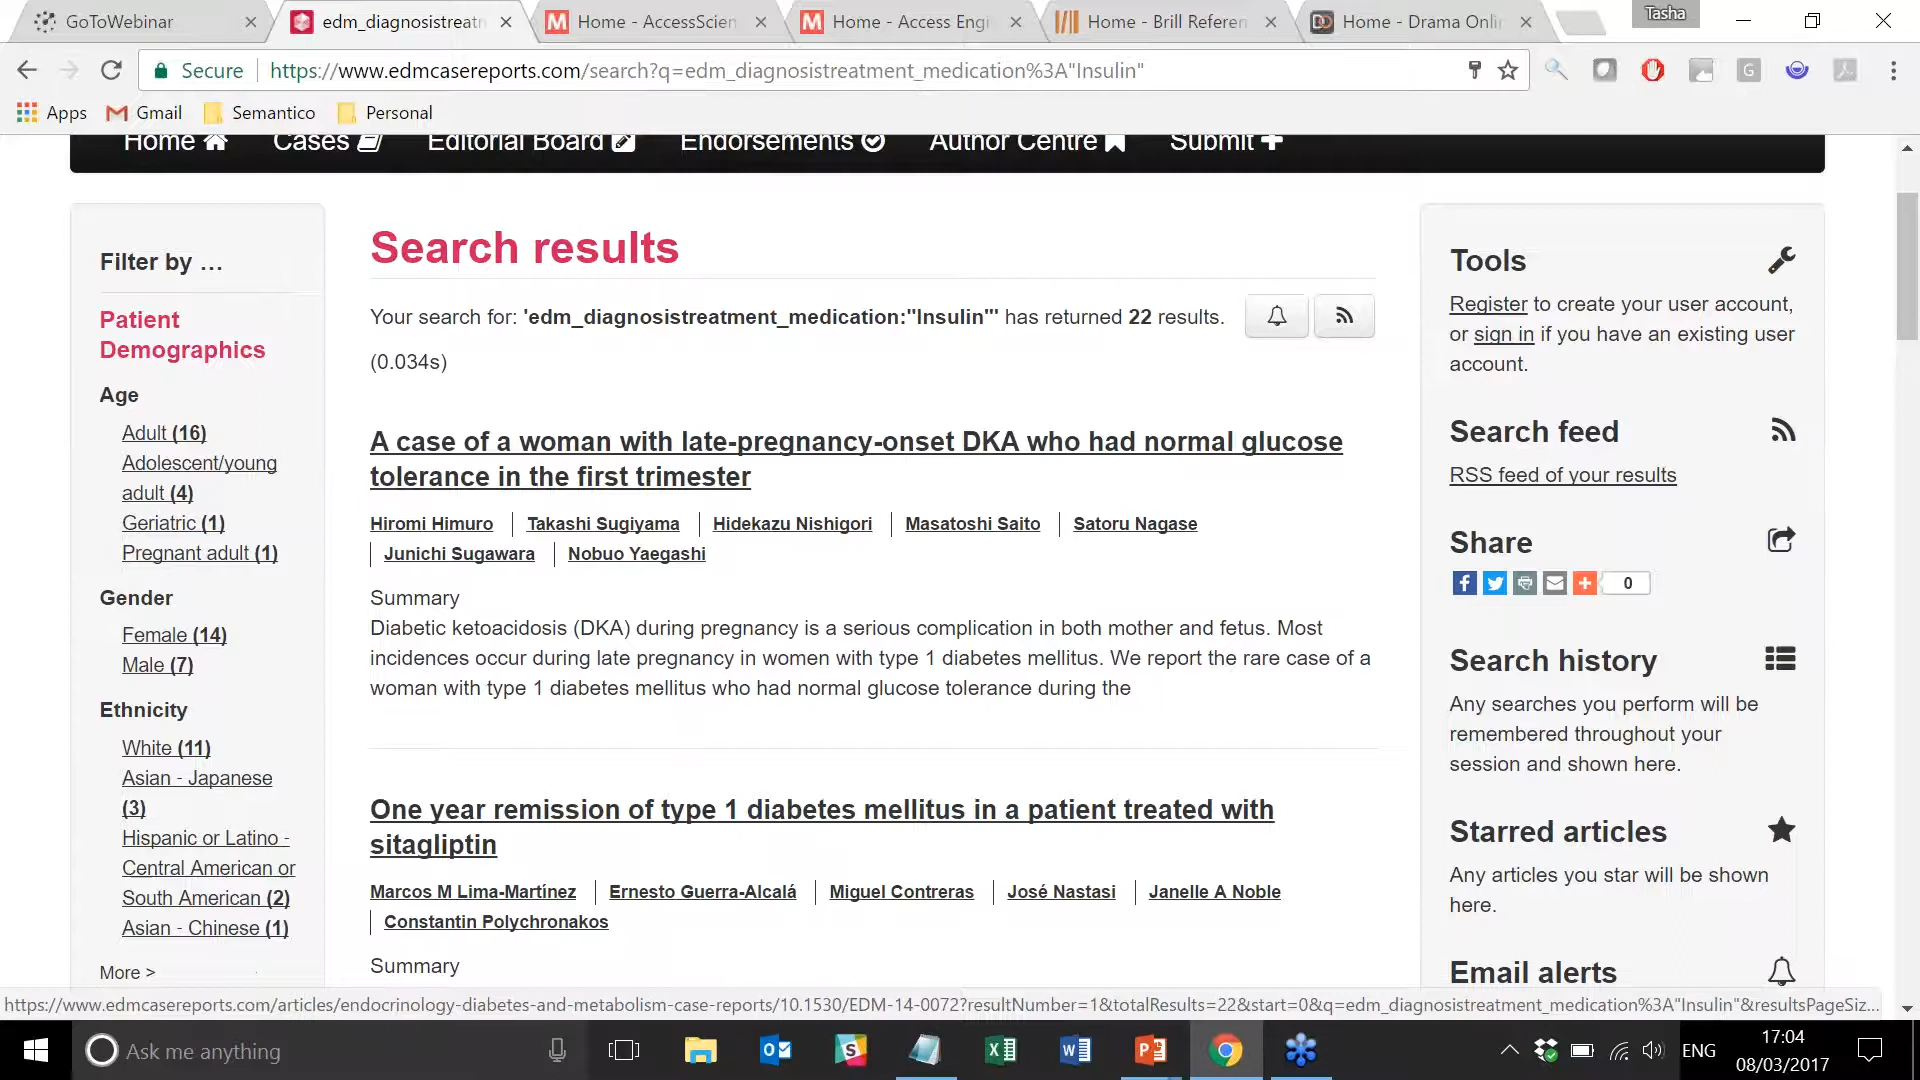 GoToWebinar
edm_diagnosistreatn
Home - AccessScien
Home - Access Engi
Home - Brill Referen
Home - Drama Onli
Tasha
Secure
https://www.edmcasereports.com/search?q=edm_diagnosistreatment_medication%3A"Insulin"
Apps
Gmail
Semantico
Personal
Home
Cases
Editorial Board
Endorsements
Author Centre
Submit
Filter by …
Patient
Demographics
Age
Adult (16)
Adolescent/young
adult (4)
Geriatric (1)
Pregnant adult (1)
Gender
Female (14)
Male (7)
Ethnicity
White (11)
Asian - Japanese
(3)
Hispanic or Latino -
Central American or
South American (2)
Asian - Chinese (1)
More >
Search results
Your search for: 'edm_diagnosistreatment_medication:"Insulin"' has returned 22 results.
(0.034s)
A case of a woman with late-pregnancy-onset DKA who had normal glucose
tolerance in the first trimester
Hiromi Himuro | Takashi Sugiyama | Hidekazu Nishigori | Masatoshi Saito | Satoru Nagase
| Junichi Sugawara | Nobuo Yaegashi
Summary
Diabetic ketoacidosis (DKA) during pregnancy is a serious complication in both mother and fetus. Most
incidences occur during late pregnancy in women with type 1 diabetes mellitus. We report the rare case of a
woman with type 1 diabetes mellitus who had normal glucose tolerance during the
One year remission of type 1 diabetes mellitus in a patient treated with
sitagliptin
Marcos M Lima-Martínez | Ernesto Guerra-Alcalá | Miguel Contreras | José Nastasi | Janelle A Noble
| Constantin Polychronakos
Summary
Tools
Register to create your user account,
or sign in if you have an existing user
account.
Search feed
RSS feed of your results
Share
0
Search history
Any searches you perform will be
remembered throughout your
session and shown here.
Starred articles
Any articles you star will be shown
here.
Email alerts
https://www.edmcasereports.com/articles/endocrinology-diabetes-and-metabolism-case-reports/10.1530/EDM-14-0072?resultNumber=1&totalResults=22&start=0&q=edm_diagnosistreatment_medication%3A"Insulin"&resultsPageSiz...
Ask me anything
ENG
17:04
08/03/2017